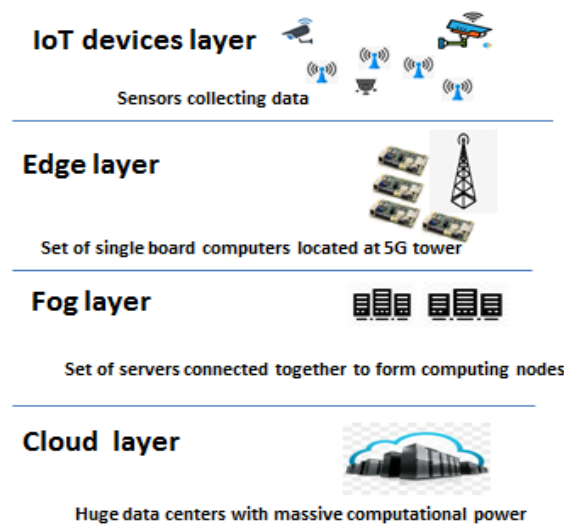 IoT devices layer
Sensors collecting data
Edge layer
Set of single board computers located at 5G tower
Fog layer
Set of servers connected together to form computing nodes
Cloud layer
Huge data centers with massive computational power